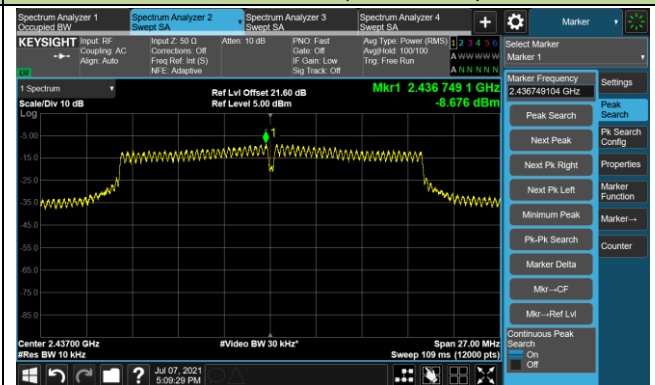 Spectrum Analyzer 1
Occupied BW
Spectrum Analyzer 2
Swept SA
Spectrum Analyzer 3
Swept SA
Spectrum Analyzer 4
Swept SA
+
Marker
KEYSIGHT
Input: RF
Coupling: AC
Align: Auto
Input Z: 50 Ω
Corrections: Off
Freq Ref: Int (S)
NFE: Adaptive
Atten: 10 dB
PNO: Fast
Gate: Off
IF Gain: Low
Sig Track: Off
Avg Type: Power (RMS)
Avg|Hold: 100/100
Trig: Free Run
1 2 3 4 5 6
A W W W W W
A N N N N N
LVI
Select Marker
Marker 1
1 Spectrum
Scale/Div 10 dB
Log
Ref Lvl Offset 21.60 dB
Ref Level 5.00 dBm
Mkr1 2.436 749 1 GHz
-8.676 dBm
1
-5.00
-15.0
-25.0
-35.0
-45.0
-55.0
-65.0
-75.0
-85.0
Center 2.43700 GHz
#Res BW 10 kHz
#Video BW 30 kHz*
Span 27.00 MHz
Sweep 109 ms (12000 pts)
Marker Frequency
2.436749104 GHz
Peak Search
Next Peak
Next Pk Right
Next Pk Left
Minimum Peak
Pk-Pk Search
Marker Delta
Mkr→CF
Mkr→Ref Lvl
Continuous Peak
Search
On
Off
Settings
Peak
Search
Pk Search
Config
Properties
Marker
Function
Marker→
Counter
?
Jul 07, 2021
5:09:29 PM